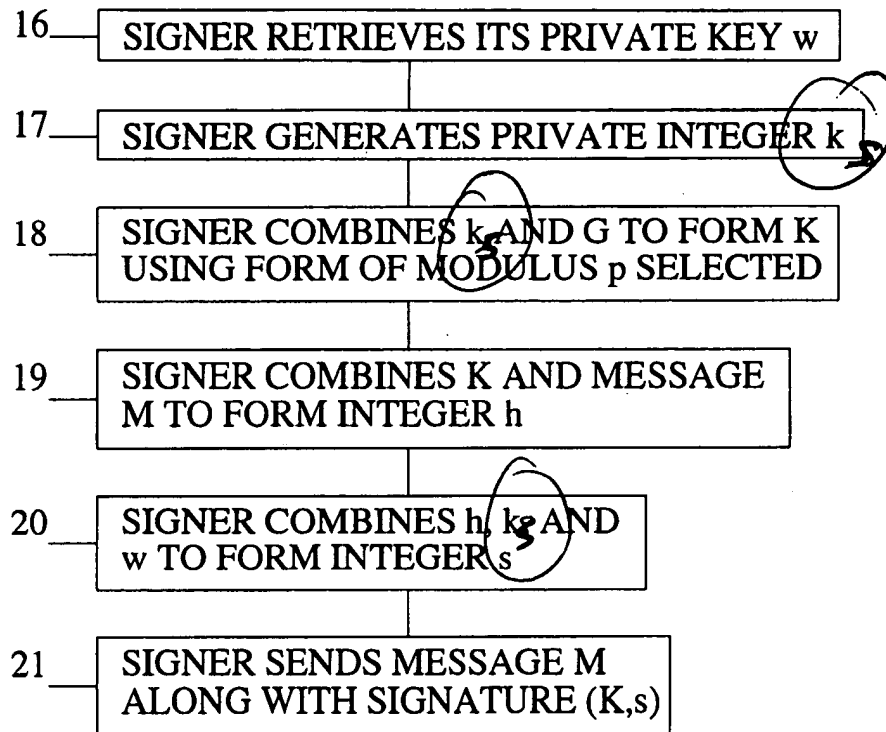 16 SIGNER RETRIEVES ITS PRIVATE KEY w
17 SIGNER GENERATES PRIVATE INTEGER k s
18 SIGNER COMBINES ks AND G TO FORM K
USING FORM OF MODULUS p SELECTED
19 SIGNER COMBINES K AND MESSAGE
M TO FORM INTEGER h
20 SIGNER COMBINES h, ks AND
w TO FORM INTEGER s
21 SIGNER SENDS MESSAGE M
ALONG WITH SIGNATURE (K,s)